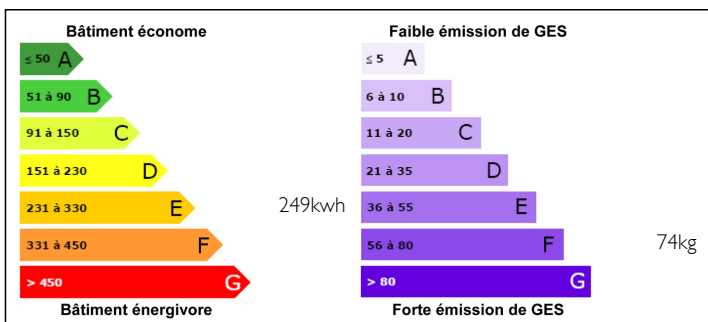 Bâtiment économe
≤ 50 A
51 à 90 B
91 à 150 C
151 à 230 D
231 à 330 E
249kwh
331 à 450 F
> 450 G
Bâtiment énergivore
Faible émission de GES
≤ 5 A
6 à 10 B
11 à 20 C
21 à 35 D
36 à 55 E
56 à 80 F
74kg
> 80 G
Forte émission de GES